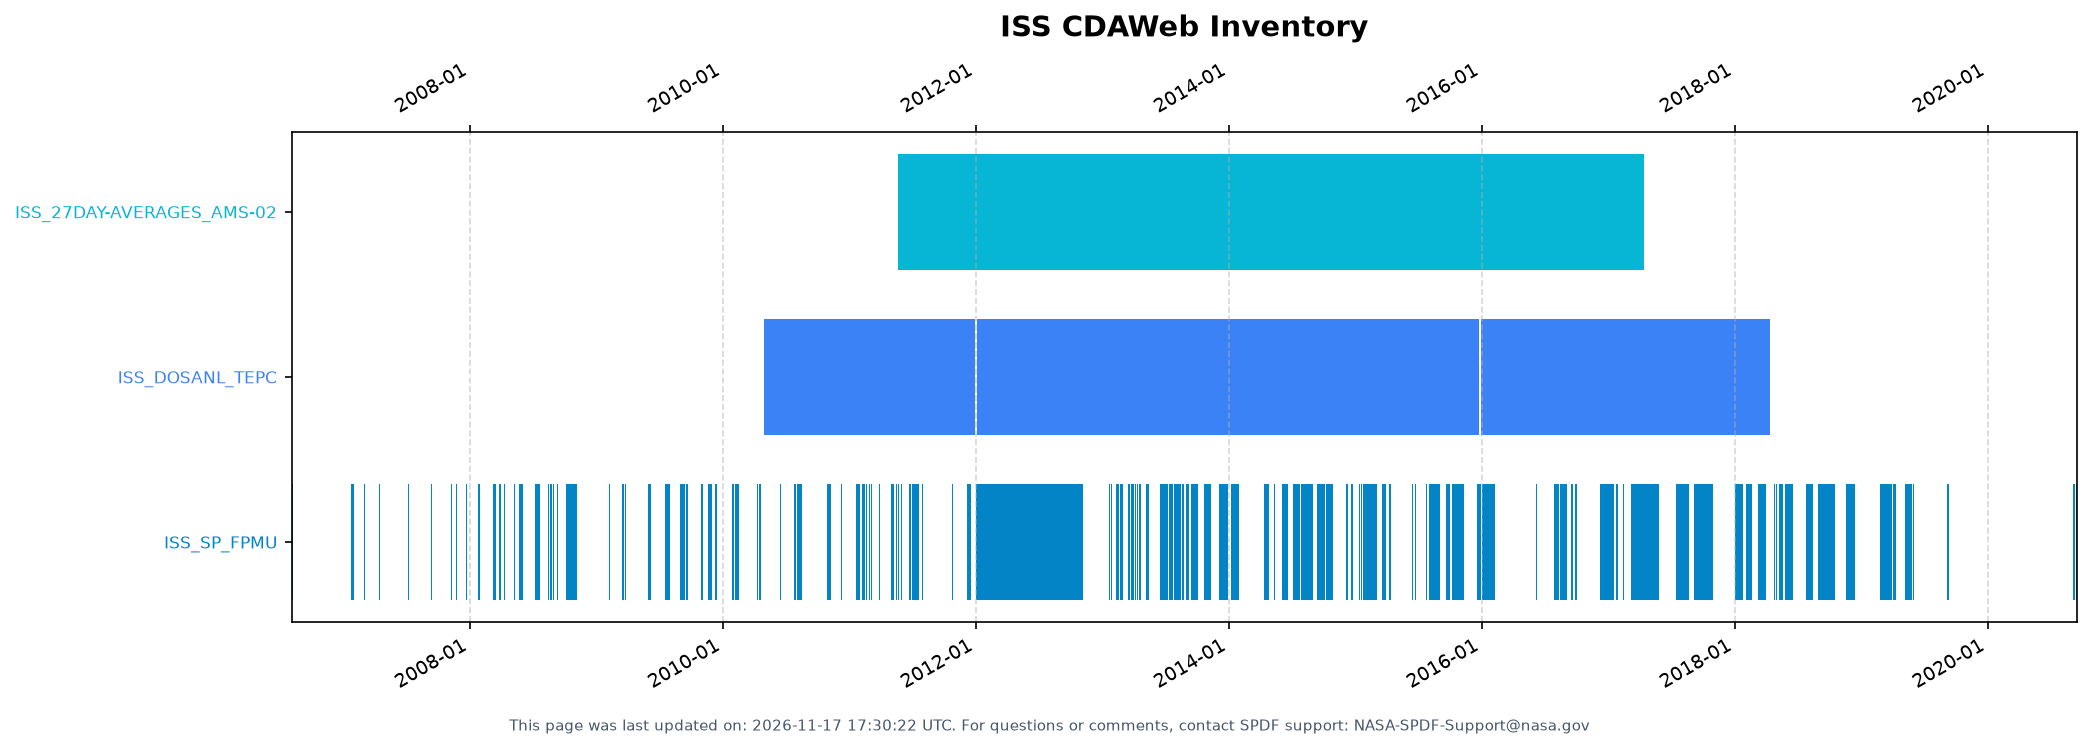 ISS CDAWeb Inventory
2008-01 2010-01 2012-01 2014-01 2016-01 2018-01 2020-01
ISS_27DAY-AVERAGES_AMS-02
ISS_DOSANL_TEPC
ISS_SP_FPMU
2008-01 2010-01 2012-01 2014-01 2016-01 2018-01 2020-01
This page was last updated on: 2026-11-17 17:30:22 UTC. For questions or comments, contact SPDF support: NASA-SPDF-Support@nasa.gov